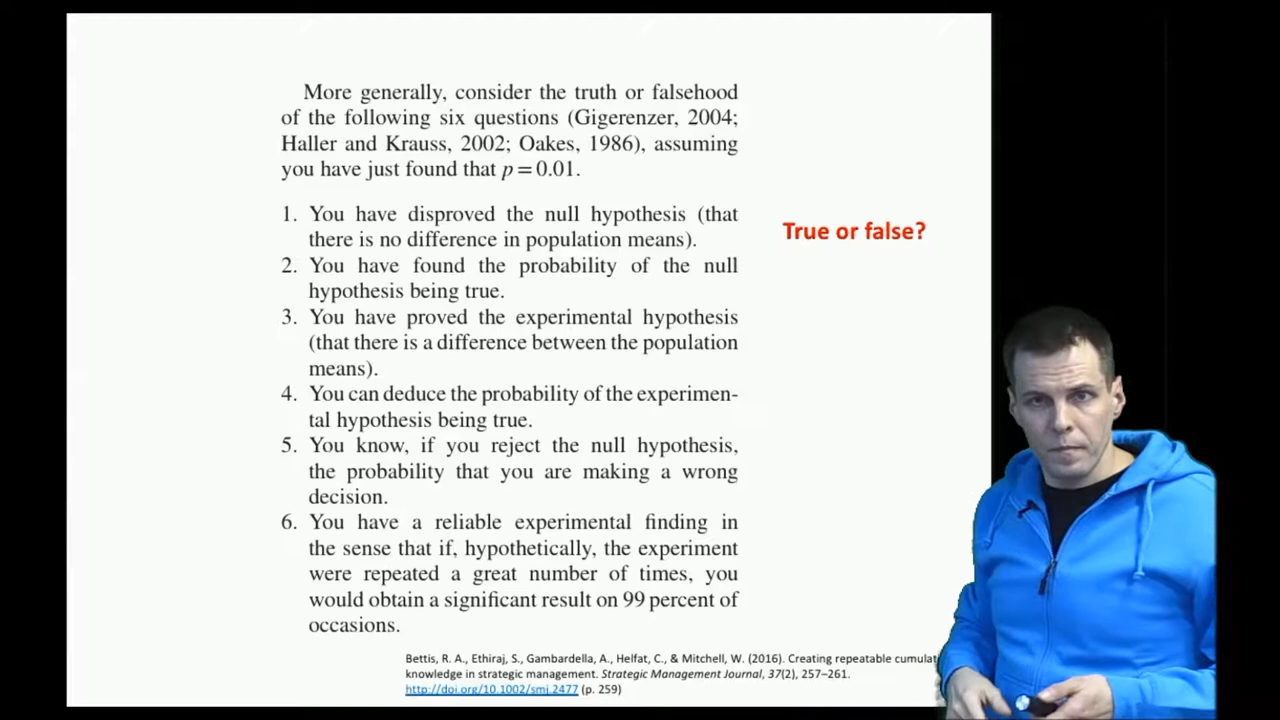 More generally, consider the truth or falsehood
of the following six questions (Gigerenzer, 2004;
Haller and Krauss, 2002; Oakes, 1986), assuming
you have just found that p = 0.01.
1. You have disproved the null hypothesis (that
there is no difference in population means).
2. You have found the probability of the null
hypothesis being true.
3. You have proved the experimental hypothesis
(that there is a difference between the population
means).
4. You can deduce the probability of the experimen-
tal hypothesis being true.
5. You know, if you reject the null hypothesis,
the probability that you are making a wrong
decision.
6. You have a reliable experimental finding in
the sense that if, hypothetically, the experiment
were repeated a great number of times, you
would obtain a significant result on 99 percent of
occasions.
True or false?
Bettis, R. A., Ethiraj, S., Gambardella, A., Helfat, C., & Mitchell, W. (2016). Creating repeatable cumulat
knowledge in strategic management. Strategic Management Journal, 37(2), 257–261.
http://doi.org/10.1002/smj.2477 (p. 259)